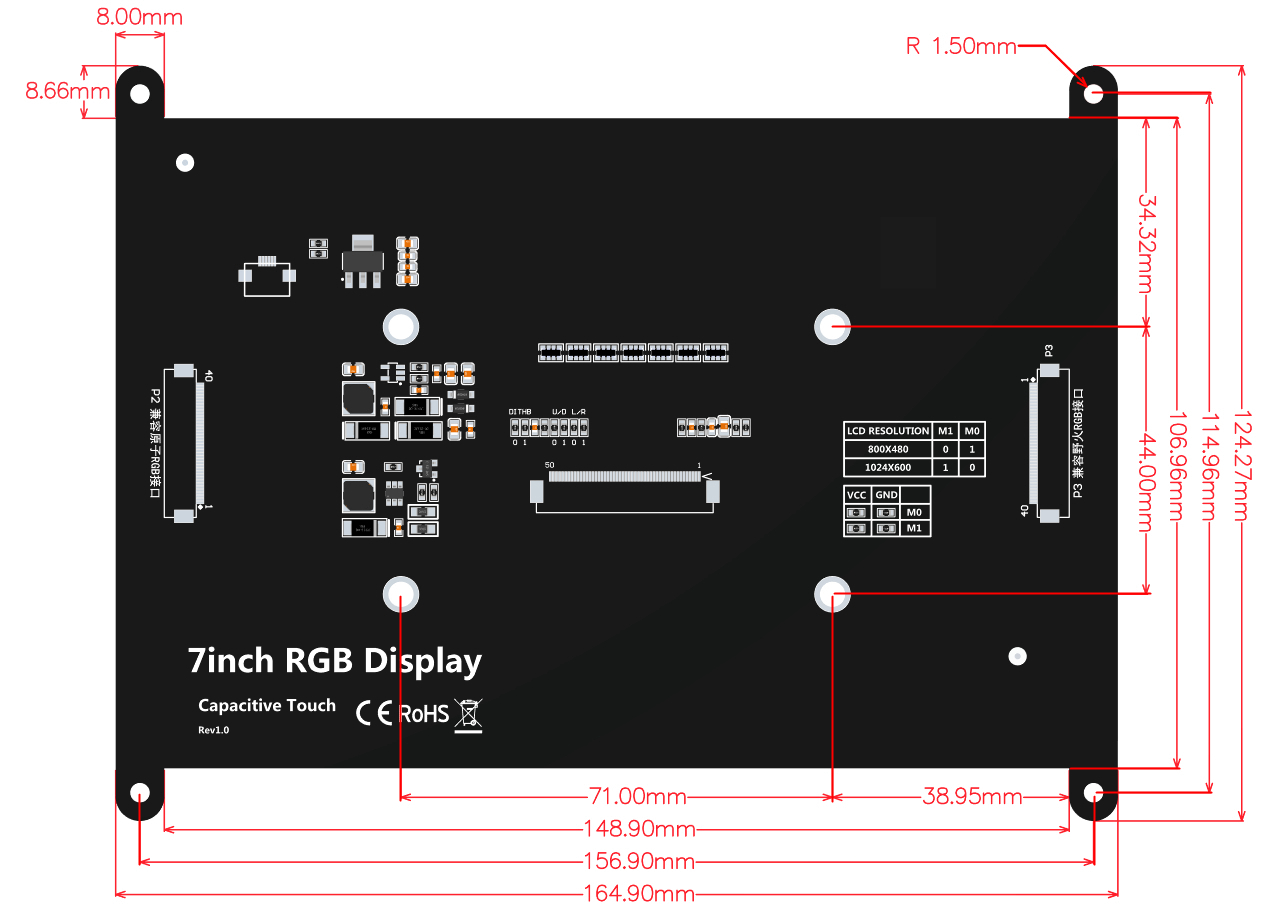 8.00mm
R 1.50mm
8.66mm
34.32mm
P3
40
1
P2 兼容原子RGB接口
1
DITHB U/D L/R
0 1 0 1 0 1
50 1
LCD RESOLUTION M1 M0
800X480 0 1
1024X600 1 0
VCC GND
M0
M1
1
40
P3 兼容野火RGB接口
44.00mm
106.96mm
114.96mm
124.27mm
7inch RGB Display
Capacitive Touch
CE RoHS
Rev1.0
71.00mm
38.95mm
148.90mm
156.90mm
164.90mm